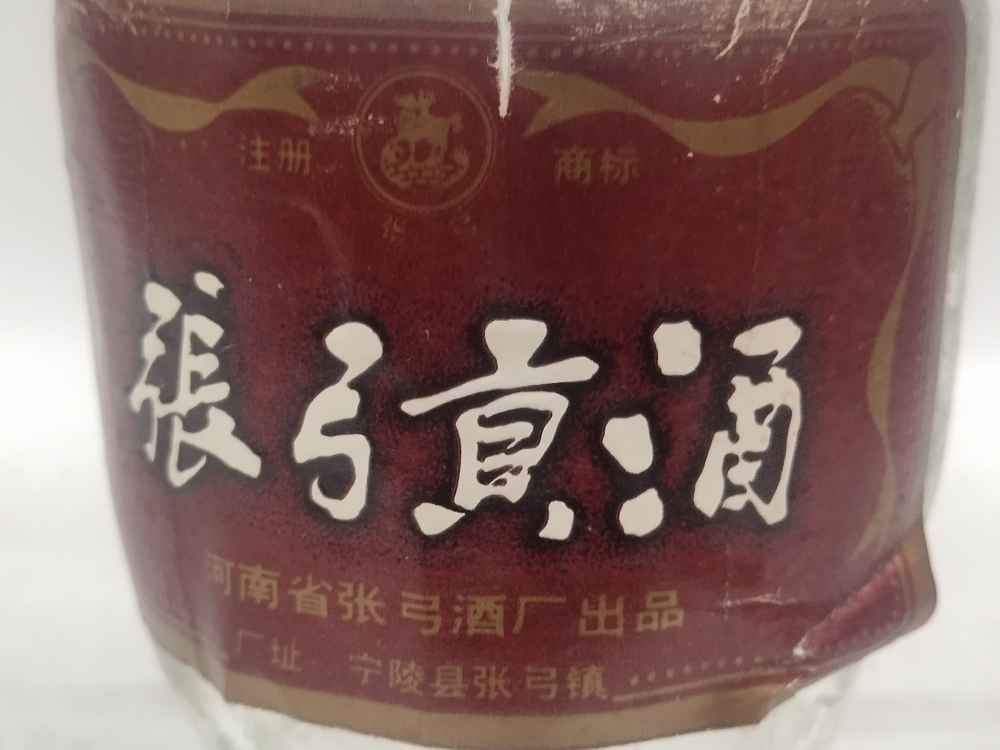 注册 商标
張弓貢酒
河南省张弓酒厂出品
厂址 宁陵县张弓镇